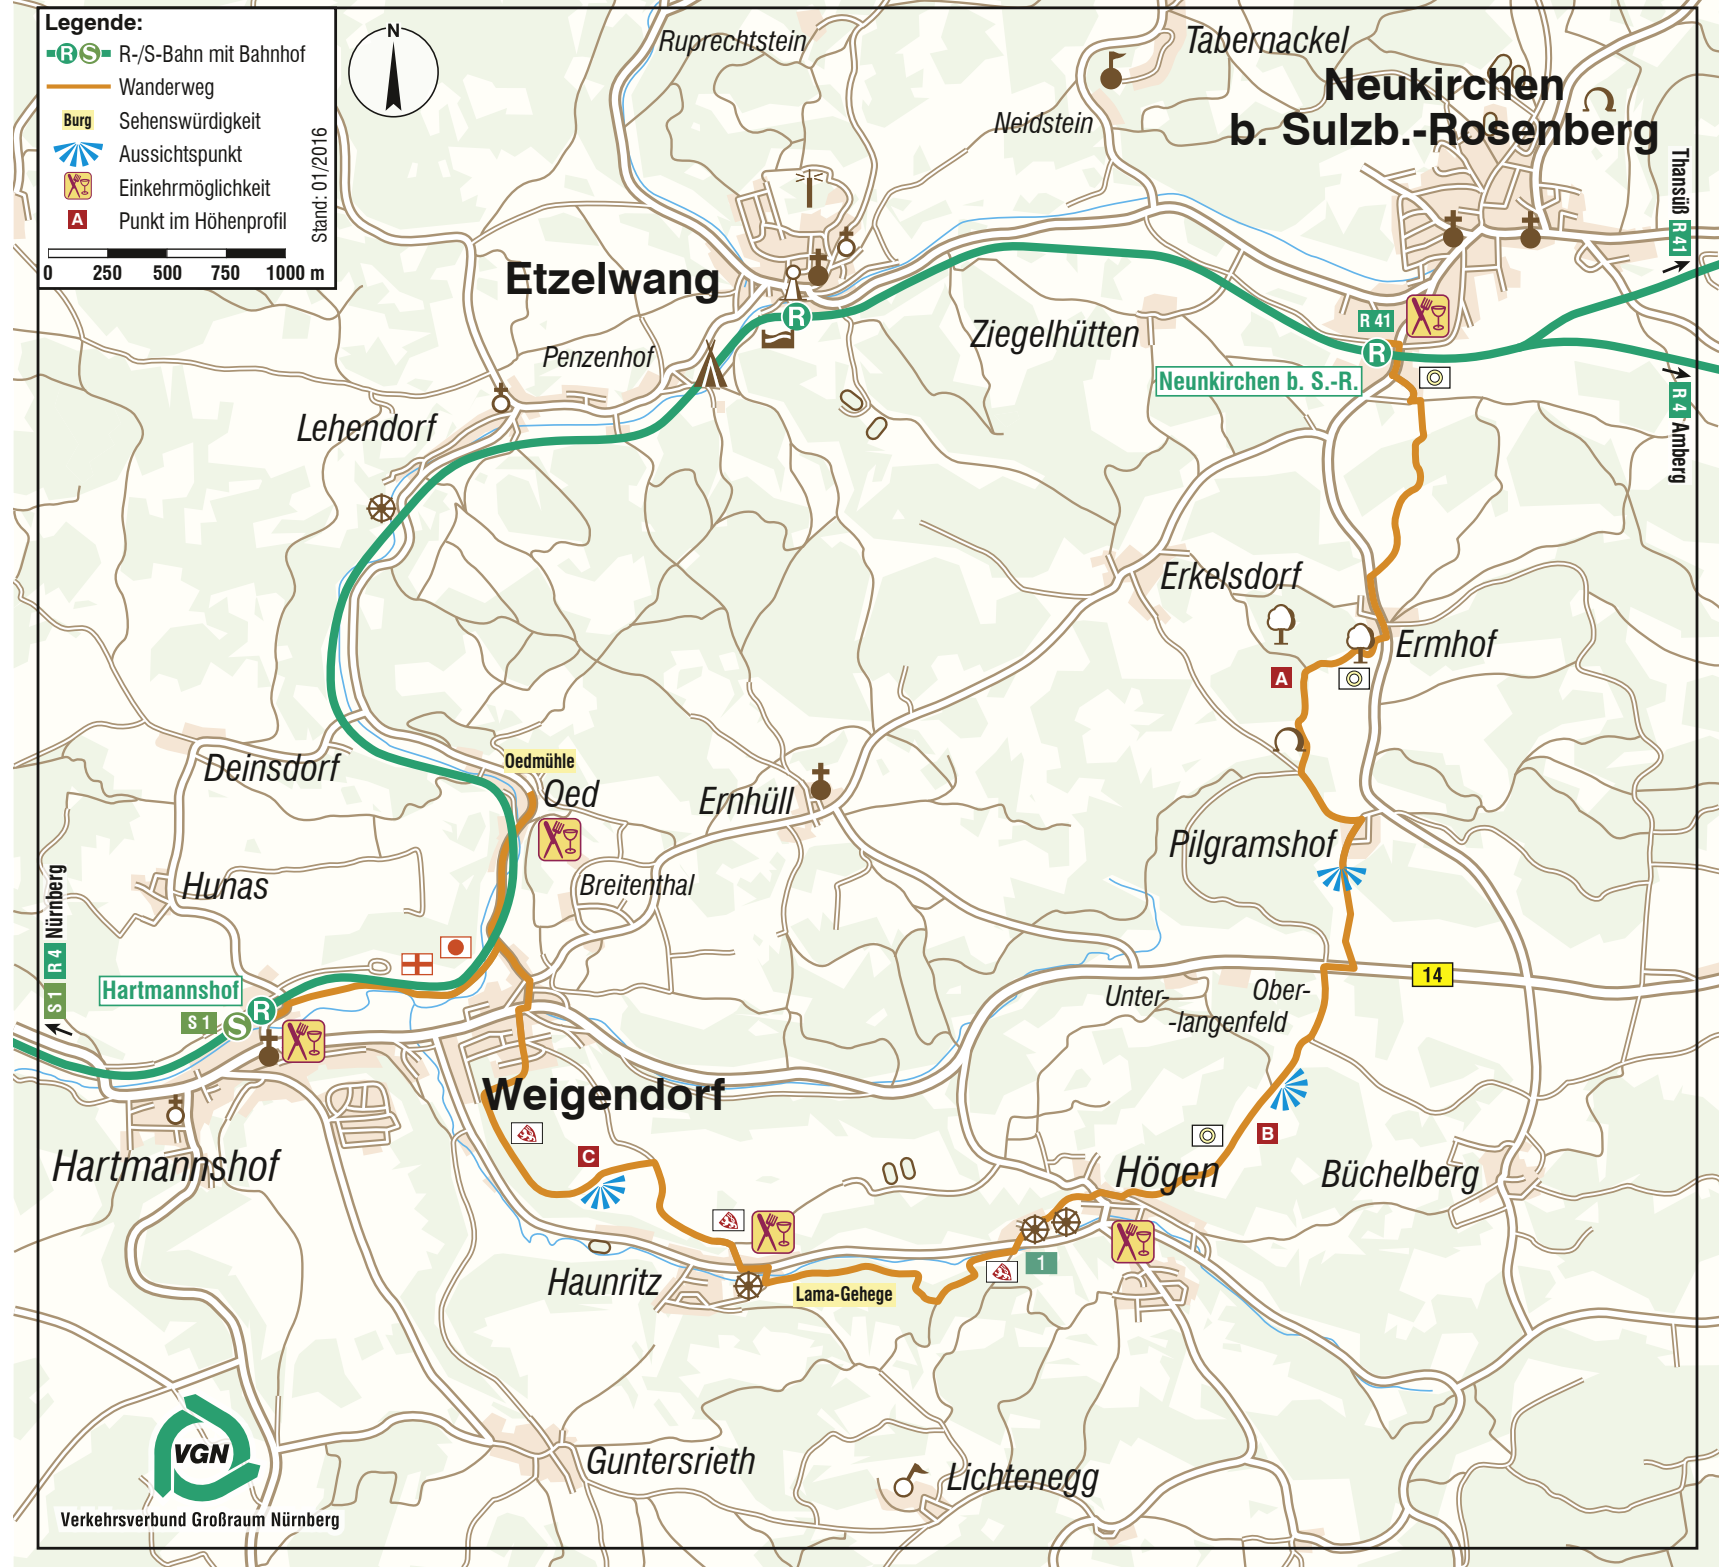 Legende:
R S R-/S-Bahn mit Bahnhof
Wanderweg
Burg Sehenswürdigkeit
Aussichtspunkt
Einkehrmöglichkeit
A Punkt im Höhenprofil
0 250 500 750 1000 m
Stand: 01/2016
N
Ruprechtstein
Tabernackel
Neukirchen
b. Sulzb.-Rosenberg
Neidstein
Thansüß R 41
Etzelwang
R
Ziegelhütten
R 41
R
Neunkirchen b. S.-R.
R 4 Amberg
Penzenhof
Lehendorf
Erkelsdorf
Ermhof
A
Deinsdorf
Oedmühle
Oed
Ernhüll
Pilgramshof
Hunas
Breitenthal
S 1 R 4 Nürnberg
Hartmannshof
S 1 S R
14
Unter-
-langenfeld
Ober-
Weigendorf
B
C
Hartmannshof
Högen
Büchelberg
1
Haunritz
Lama-Gehege
VGN
Verkehrsverbund Großraum Nürnberg
Guntersrieth
Lichtenegg